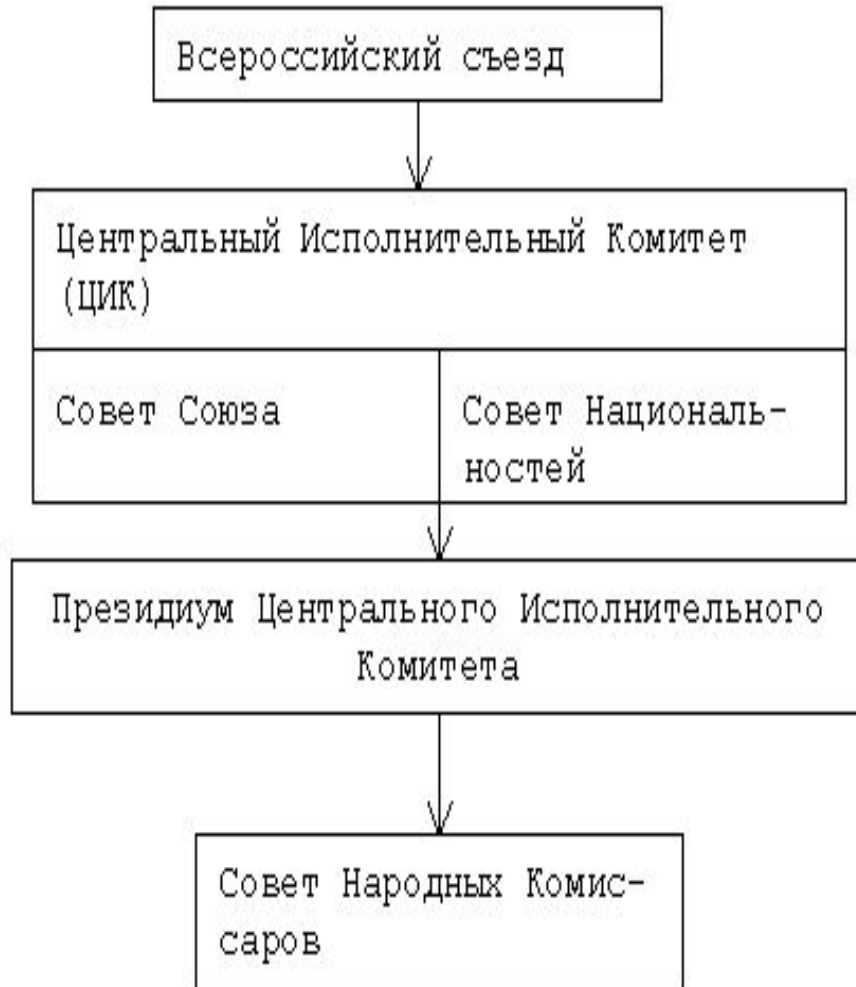 Всероссийский съезд
Центральный Исполнительный Комитет
(ЦИК)
Совет Союза
Совет Националь-
ностей
Президиум Центрального Исполнительного
Комитета
Совет Народных Комис-
саров